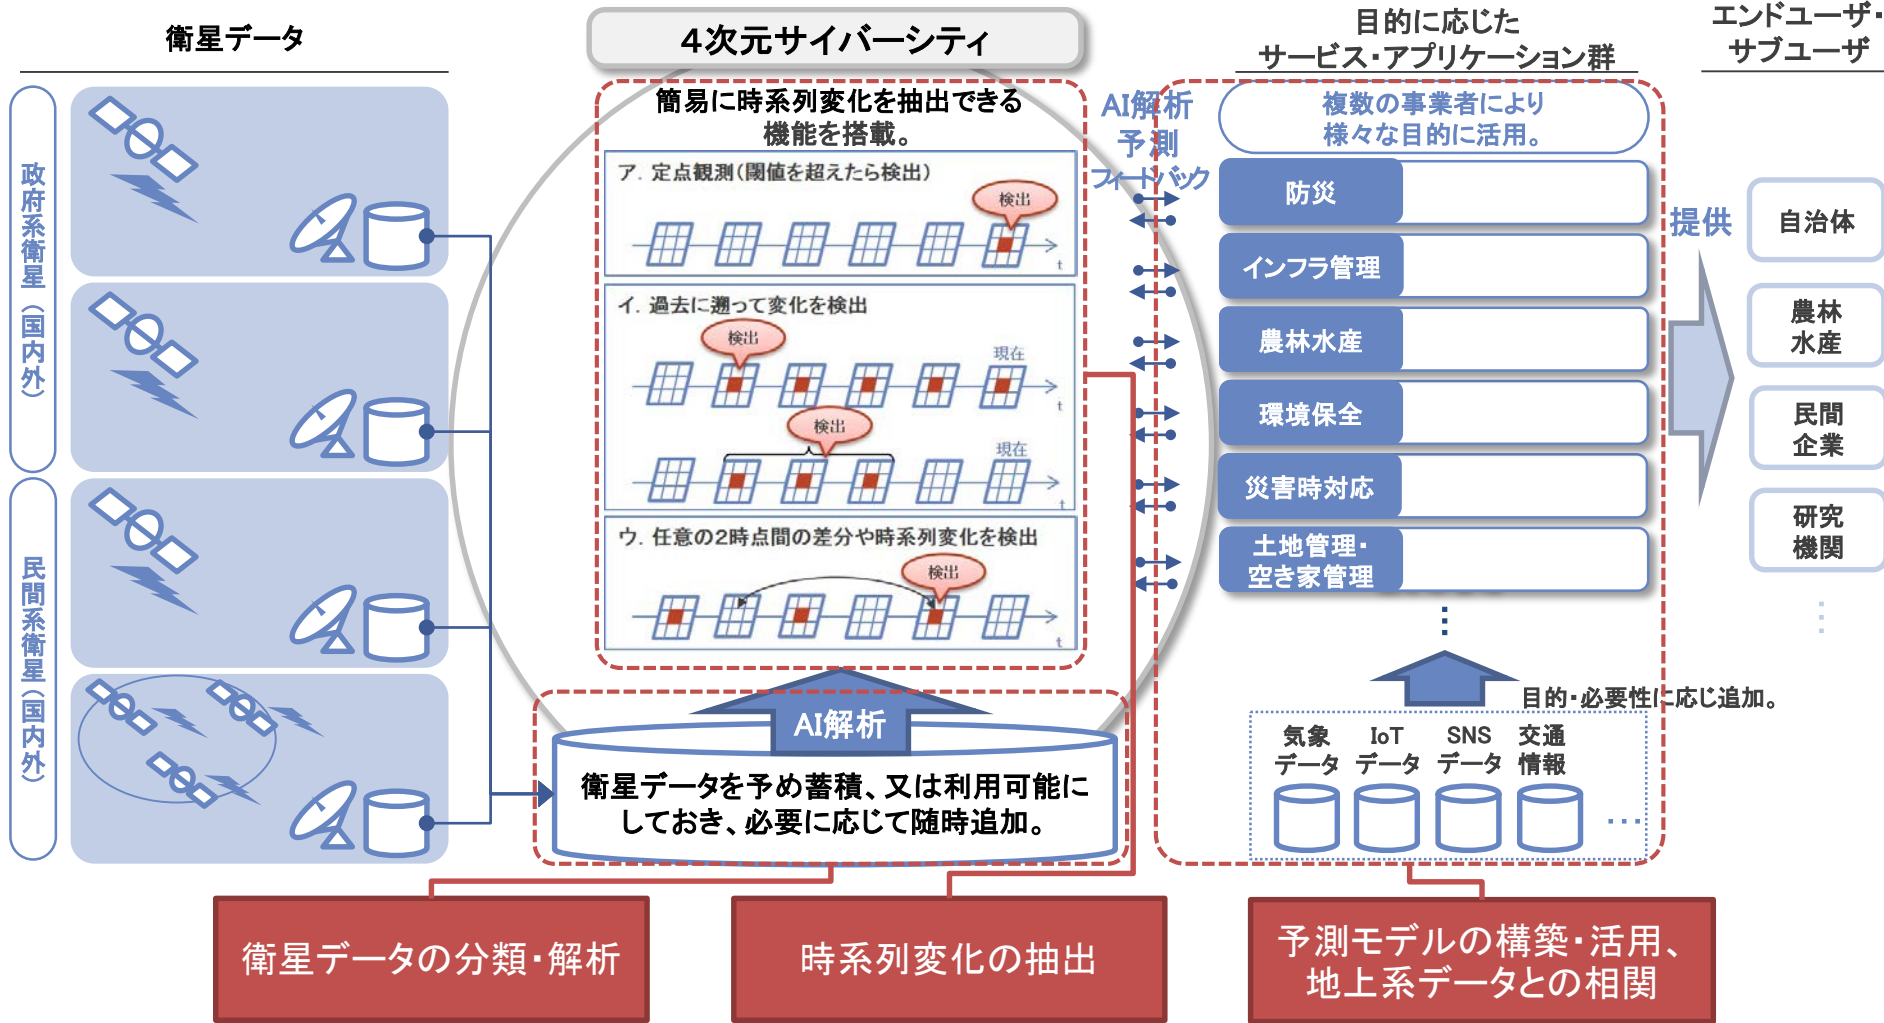 衛星データ
4次元サイバーシティ
目的に応じた
サービス・アプリケーション群
エンドユーザ・
サブユーザ
政府系衛星(国内外)
民間系衛星(国内外)
簡易に時系列変化を抽出できる
機能を搭載。
ア. 定点観測(閾値を超えたら検出)
検出
t
イ. 過去に遡って変化を検出
検出
現在
t
検出
現在
t
ウ. 任意の2時点間の差分や時系列変化を検出
検出
t
AI解析
衛星データを予め蓄積、又は利用可能に
しておき、必要に応じて随時追加。
AI解析
予測
フィードバック
複数の事業者により
様々な目的に活用。
防災
インフラ管理
農林水産
環境保全
災害時対応
土地管理・
空き家管理
⋮
目的・必要性に応じ追加。
気象
データ
IoT
データ
SNS
データ
交通
情報
…
提供
自治体
農林
水産
民間
企業
研究
機関
⋮
衛星データの分類・解析
時系列変化の抽出
予測モデルの構築・活用、
地上系データとの相関